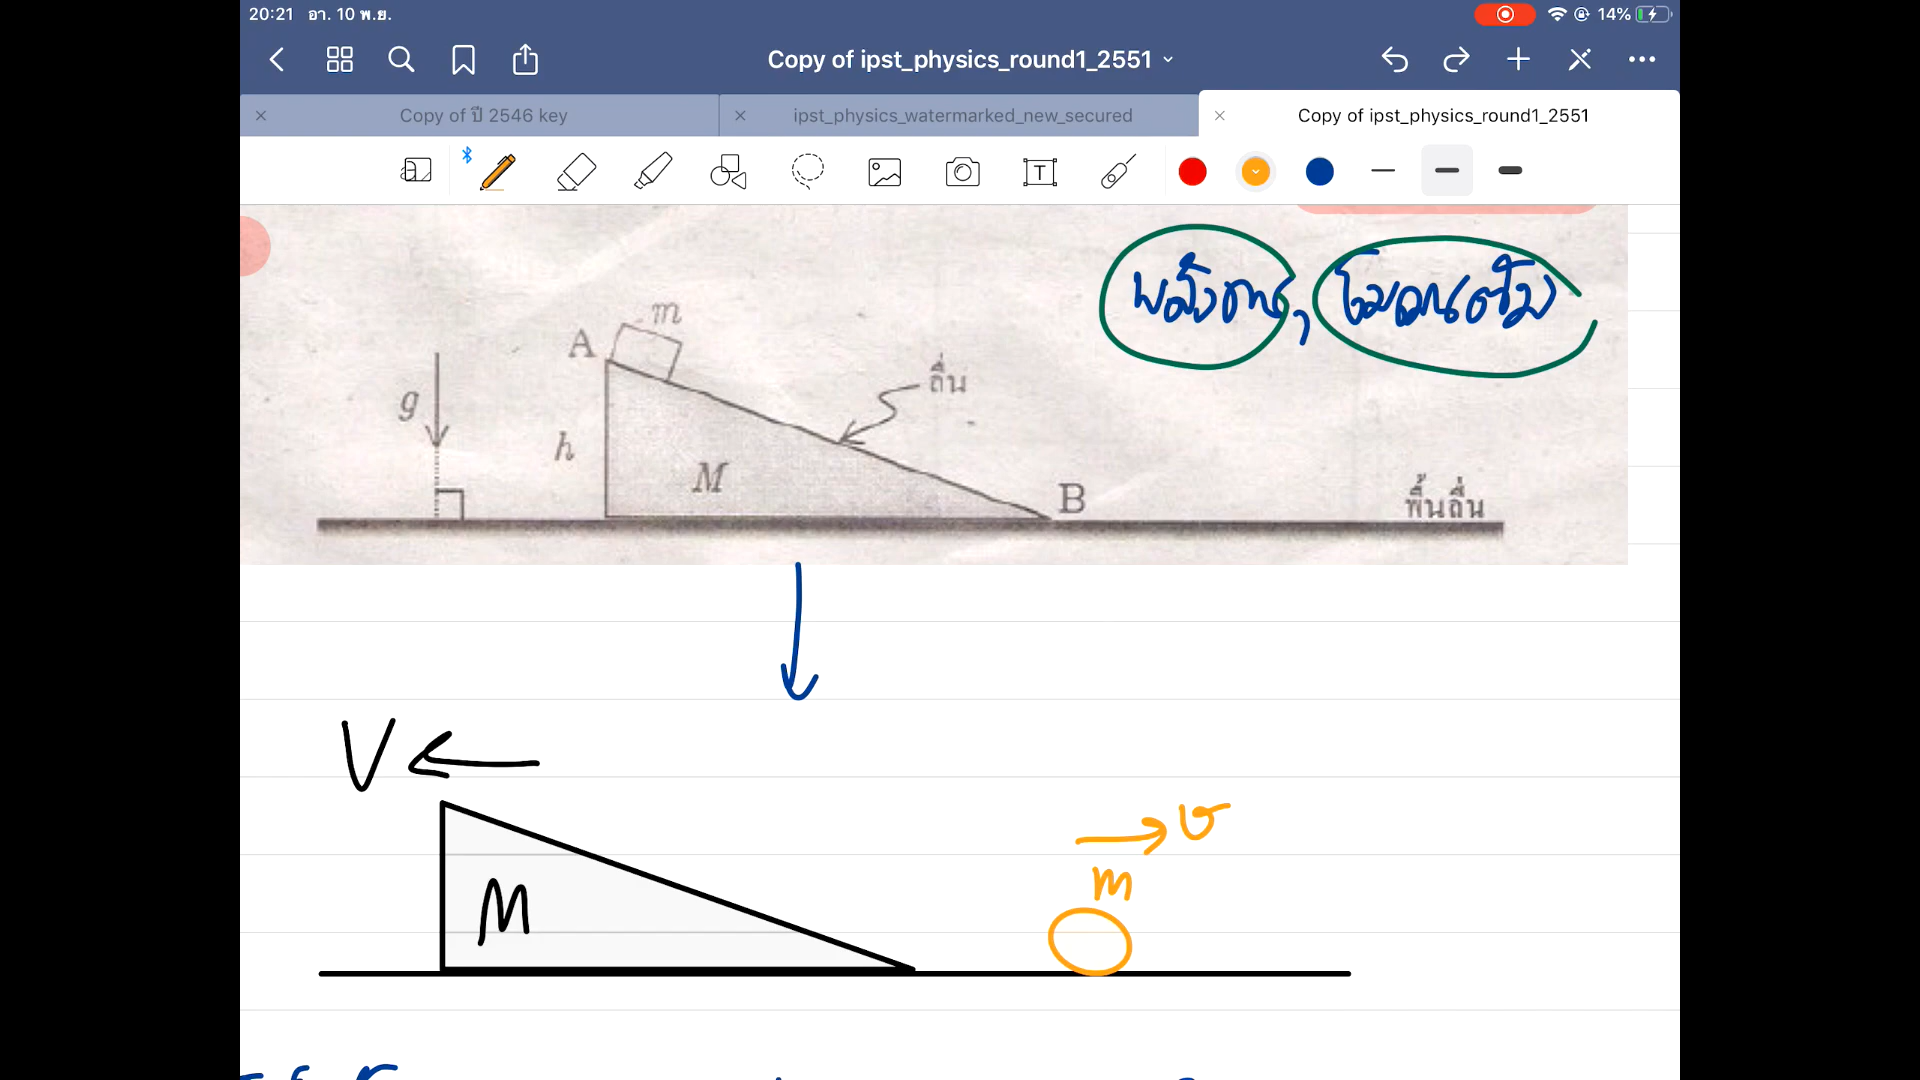 20:21 อา. 10 พ.ย.
14%
Copy of ipst_physics_round1_2551
Copy of ปี 2546 key
ipst_physics_watermarked_new_secured
Copy of ipst_physics_round1_2551
T
พลังงาน, โมเมนตัม
m
A
ลื่น
g
h
M
B
พื้นลื่น
V
v
m
M